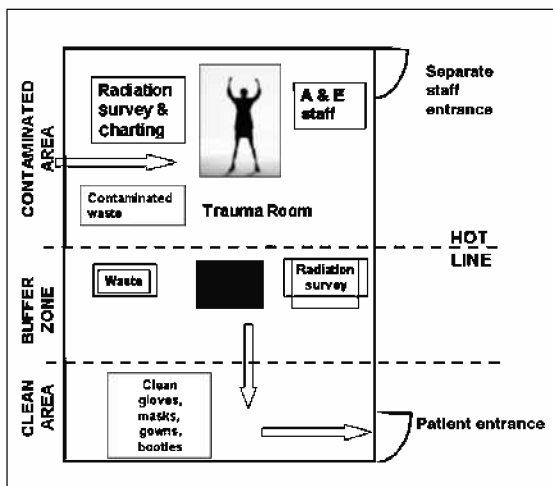 CONTAMINATED
AREA
Radiation
survey &
charting
A & E
staff
Separate
staff
entrance
Contaminated
waste
Trauma Room
HOT
LINE
BUFFER
ZONE
Waste
Radiation
survey
CLEAN
AREA
Clean
gloves,
masks,
gowns,
booties
Patient entrance